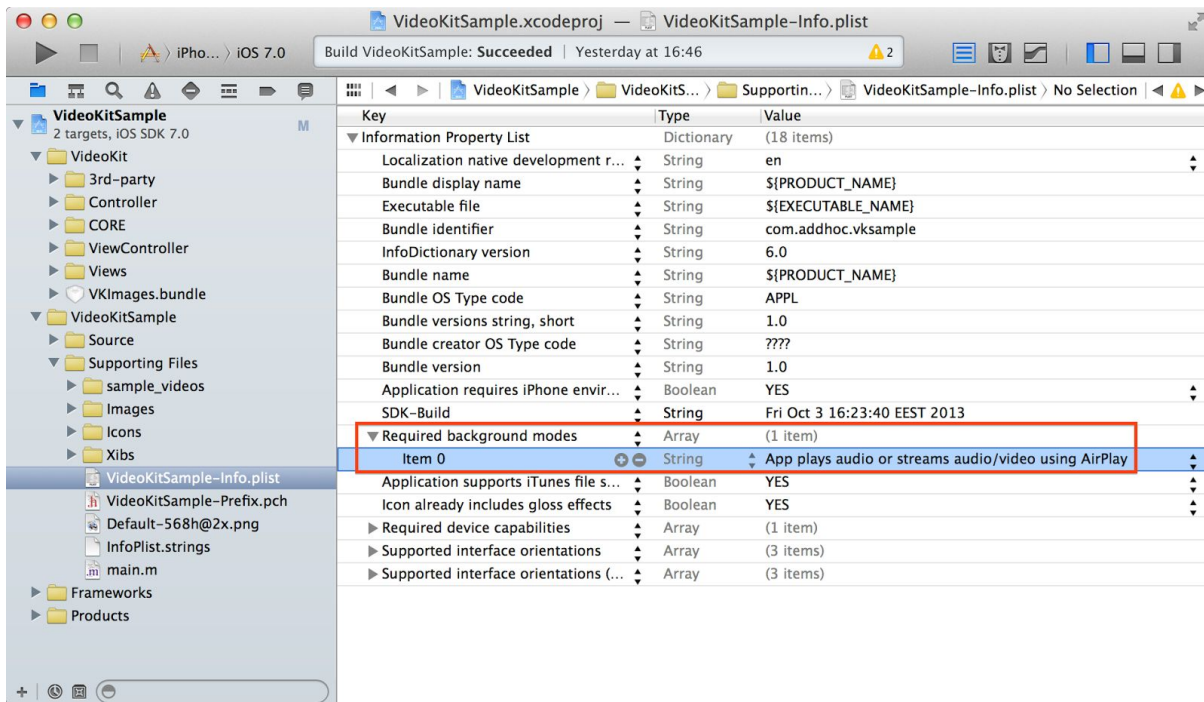 VideoKitSample.xcodeproj — VideoKitSample-Info.plist
iPho... iOS 7.0
Build VideoKitSample: Succeeded | Yesterday at 16:46
2
VideoKitSample
2 targets, iOS SDK 7.0
M
VideoKit
3rd-party
Controller
CORE
ViewController
Views
VKImages.bundle
VideoKitSample
Source
Supporting Files
sample_videos
Images
Icons
Xibs
VideoKitSample-Info.plist
VideoKitSample-Prefix.pch
Default-568h@2x.png
InfoPlist.strings
main.m
Frameworks
Products
VideoKitSample VideoKitS... Supportin... VideoKitSample-Info.plist No Selection
Key Type Value
Information Property List Dictionary (18 items)
Localization native development r... String en
Bundle display name String ${PRODUCT_NAME}
Executable file String ${EXECUTABLE_NAME}
Bundle identifier String com.addhoc.vksample
InfoDictionary version String 6.0
Bundle name String ${PRODUCT_NAME}
Bundle OS Type code String APPL
Bundle versions string, short String 1.0
Bundle creator OS Type code String ????
Bundle version String 1.0
Application requires iPhone envir... Boolean YES
SDK-Build String Fri Oct 3 16:23:40 EEST 2013
Required background modes Array (1 item)
Item 0 String App plays audio or streams audio/video using AirPlay
Application supports iTunes file s... Boolean YES
Icon already includes gloss effects Boolean YES
Required device capabilities Array (1 item)
Supported interface orientations Array (3 items)
Supported interface orientations (... Array (3 items)